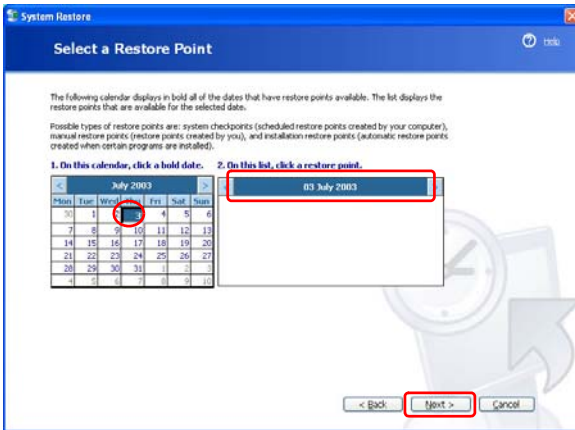 System Restore
Select a Restore Point
Help
The following calendar displays in bold all of the dates that have restore points available. The list displays the
restore points that are available for the selected date.
Possible types of restore points are: system checkpoints (scheduled restore points created by your computer),
manual restore points (restore points created by you), and installation restore points (automatic restore points
created when certain programs are installed).
1. On this calendar, click a bold date.
2. On this list, click a restore point.
< July 2003 >
Mon Tue Wed Thu Fri Sat Sun
30 1 2 3 4 5 6
7 8 9 10 11 12 13
14 15 16 17 18 19 20
21 22 23 24 25 26 27
28 29 30 31 1 2 3
4 5 6 7 8 9 10
< 03 July 2003 >
< Back
Next >
Cancel